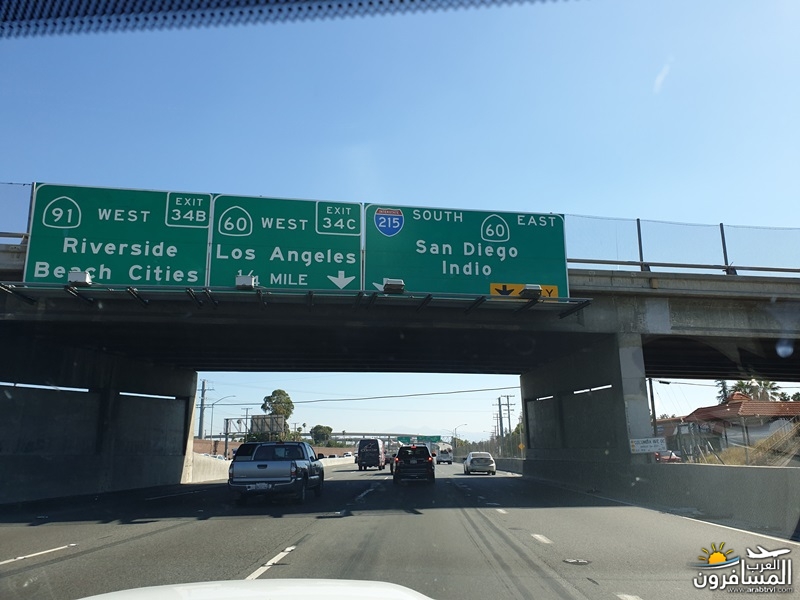 91 WEST EXIT 34B
Riverside
Beach Cities
60 WEST EXIT 34C
Los Angeles
1/4 MILE
INTERSTATE 215 SOUTH 60 EAST
San Diego
Indio
العرب
المسافرون
www.arabtrvl.com